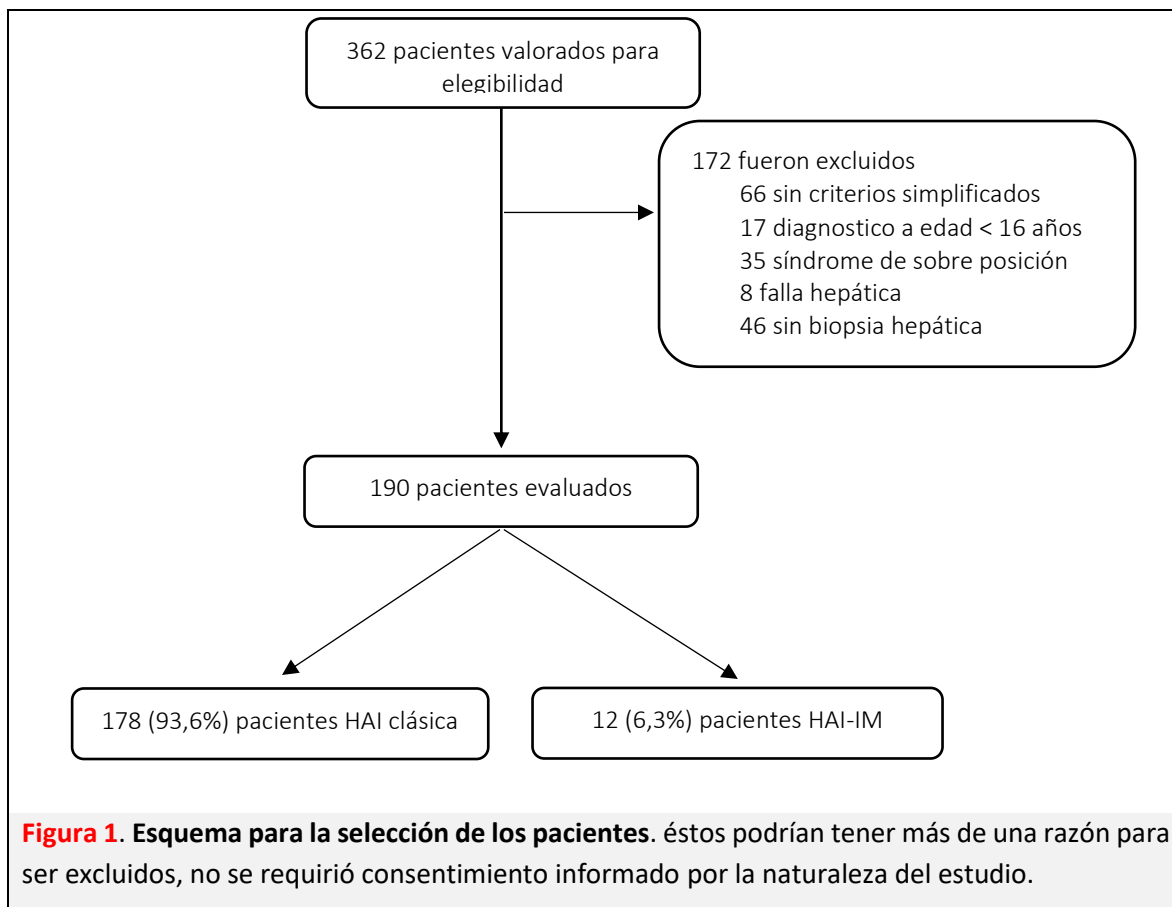 362 pacientes valorados para
elegibilidad
172 fueron excluidos
66 sin criterios simplificados
17 diagnostico a edad < 16 años
35 síndrome de sobre posición
8 falla hepática
46 sin biopsia hepática
190 pacientes evaluados
178 (93,6%) pacientes HAI clásica
12 (6,3%) pacientes HAI-IM
Figura 1. Esquema para la selección de los pacientes. éstos podrían tener más de una razón para
ser excluidos, no se requirió consentimiento informado por la naturaleza del estudio.